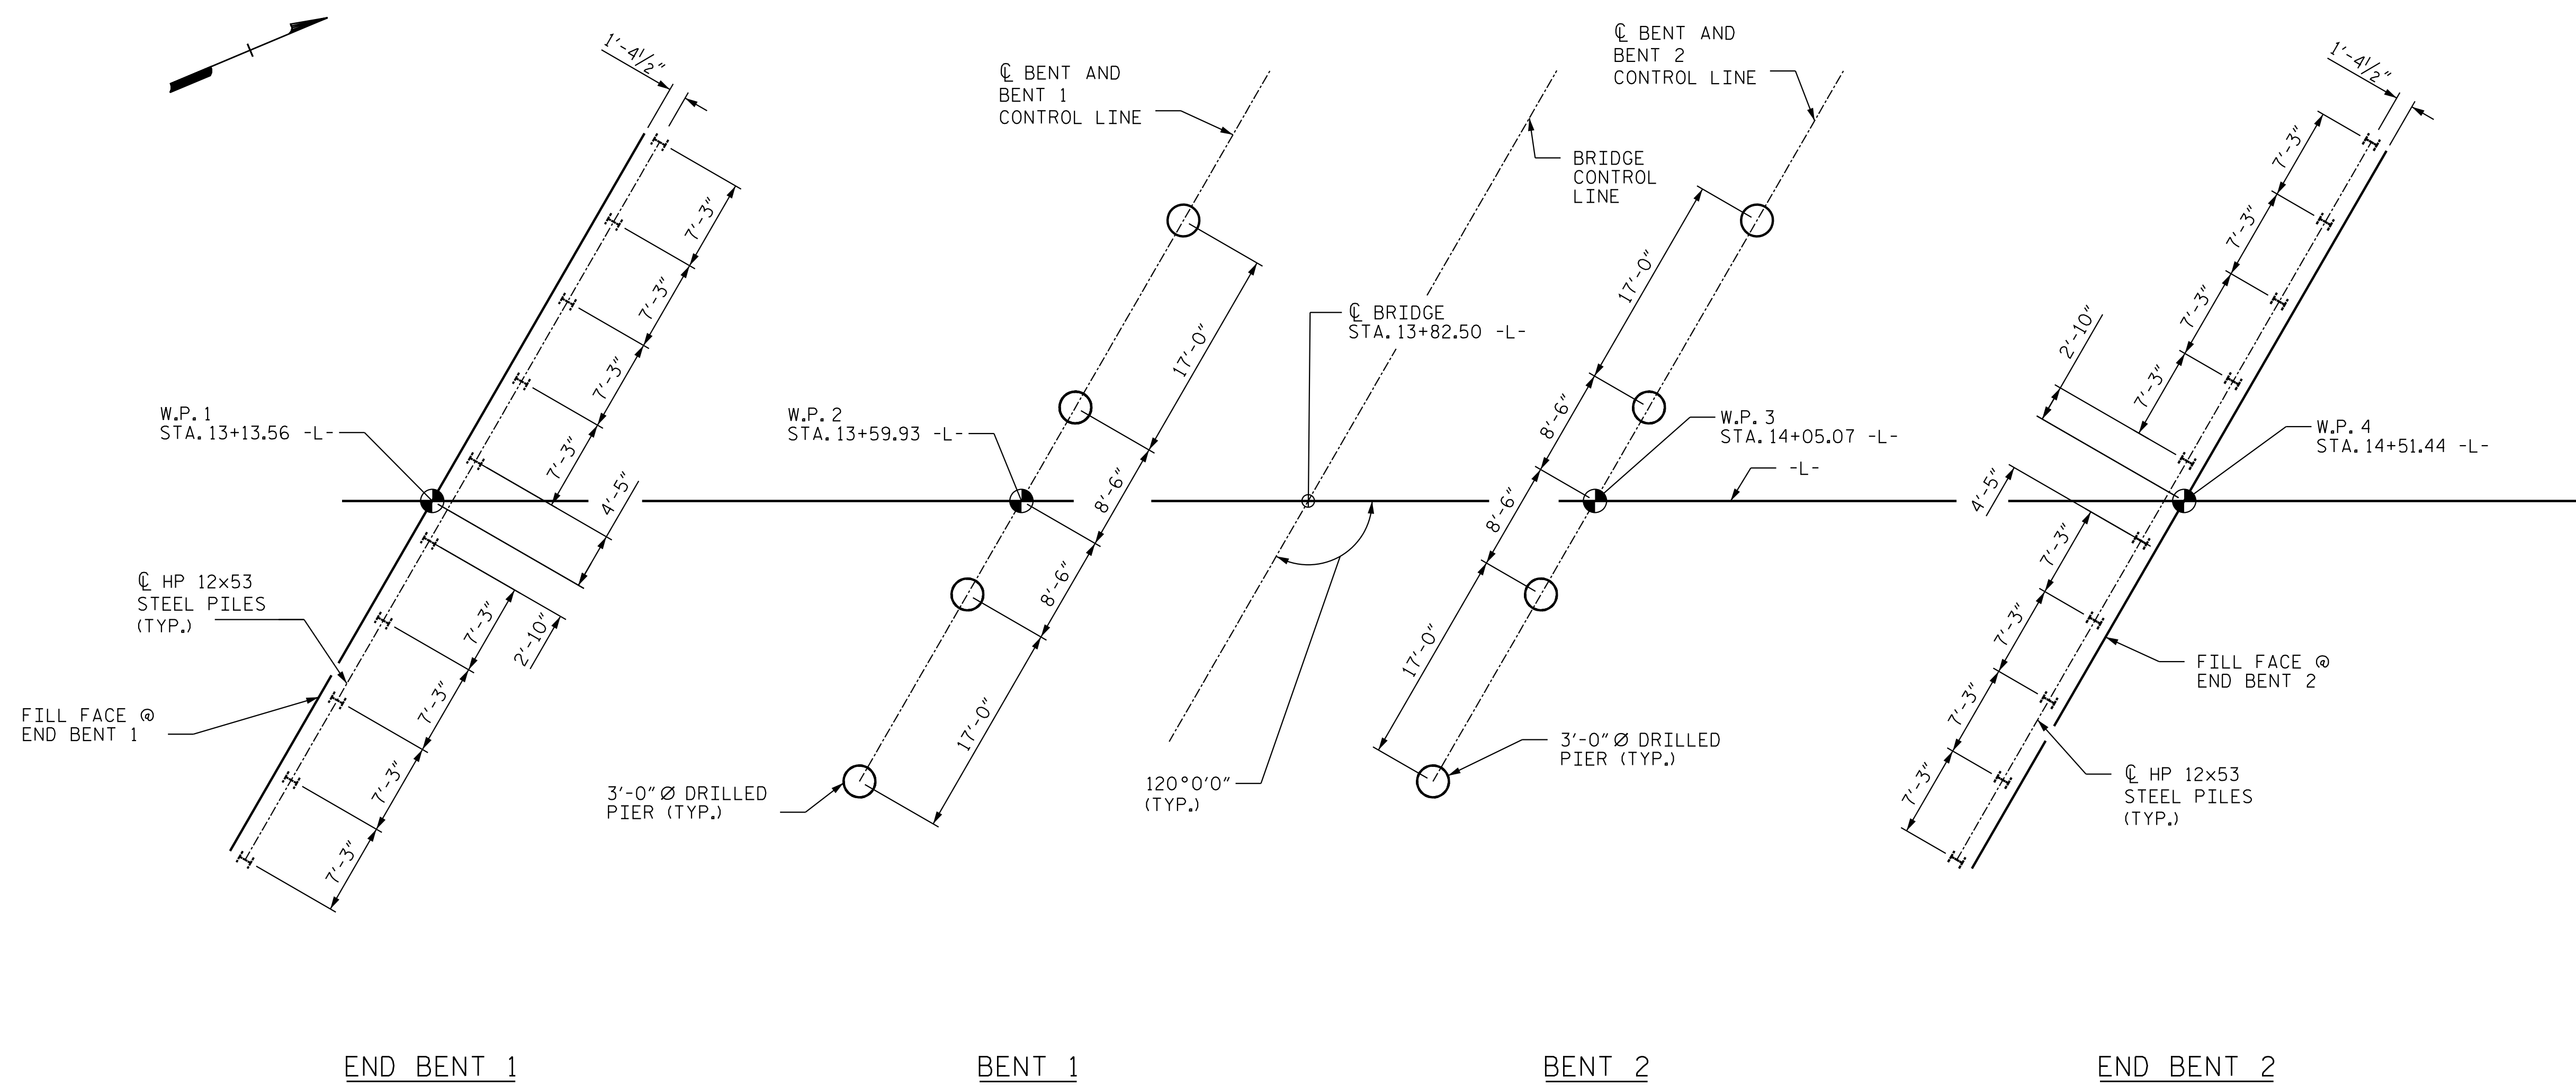 1'-4½"
7'-3"
7'-3"
7'-3"
7'-3"
4'-5"
W.P. 1
STA. 13+13.56 -L-
℄ HP 12x53
STEEL PILES
(TYP.)
FILL FACE @
END BENT 1
2'-10"
7'-3"
7'-3"
7'-3"
7'-3"
℄ BENT AND
BENT 1
CONTROL LINE
17'-0"
W.P. 2
STA. 13+59.93 -L-
8'-6"
8'-6"
17'-0"
3'-0" Ø DRILLED
PIER (TYP.)
℄ BRIDGE
STA. 13+82.50 -L-
BRIDGE
CONTROL
LINE
120°0'0"
(TYP.)
℄ BENT AND
BENT 2
CONTROL LINE
17'-0"
8'-6"
8'-6"
17'-0"
W.P. 3
STA. 14+05.07 -L-
-L-
3'-0" Ø DRILLED
PIER (TYP.)
1'-4½"
7'-3"
7'-3"
7'-3"
7'-3"
2'-10"
W.P. 4
STA. 14+51.44 -L-
4'-5"
7'-3"
7'-3"
7'-3"
7'-3"
FILL FACE @
END BENT 2
℄ HP 12x53
STEEL PILES
(TYP.)
END BENT 1
BENT 1
BENT 2
END BENT 2